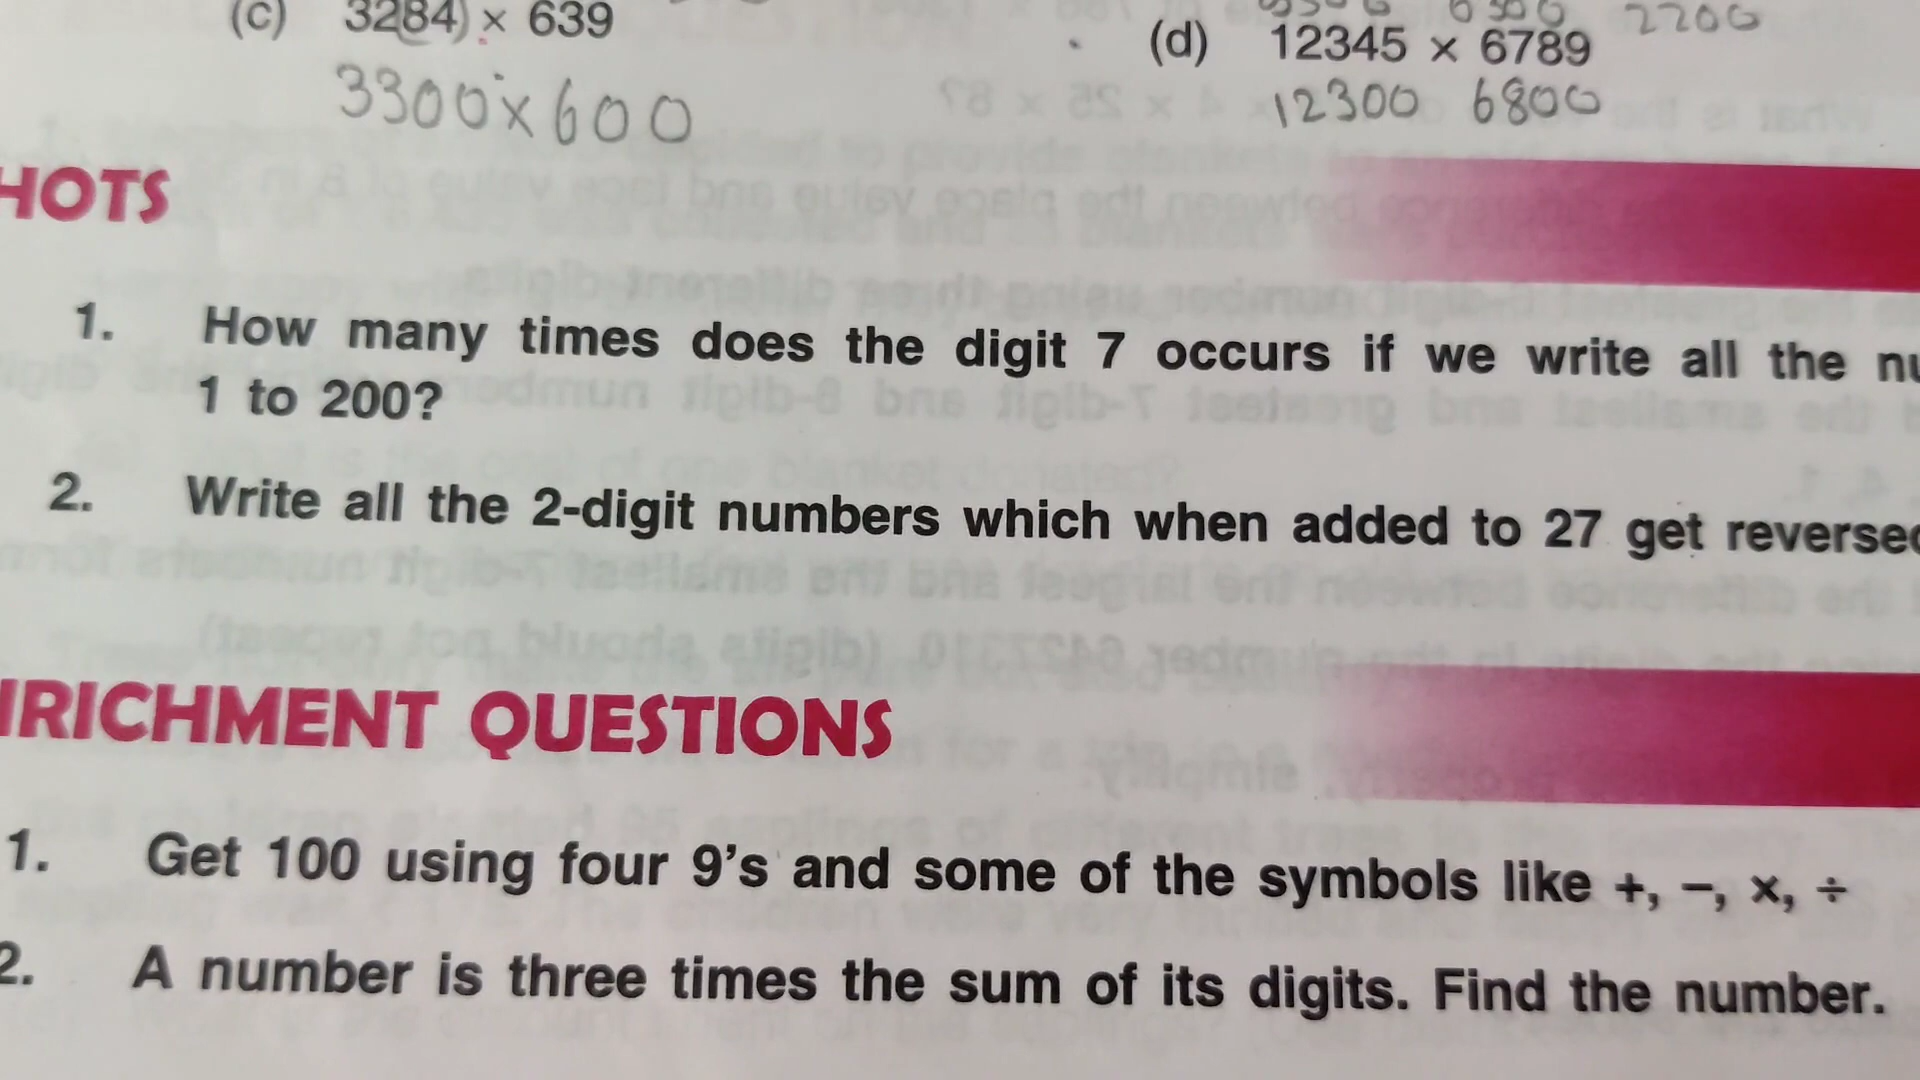 (c) 3284) × 639
(d) 12345 × 6789 2200
3300 × 600
12300 6800
HOTS
1. How many times does the digit 7 occurs if we write all the
1 to 200?
2. Write all the 2-digit numbers which when added to 27 get reversed
IRICHMENT QUESTIONS
1. Get 100 using four 9's and some of the symbols like +, −, ×, ÷
2. A number is three times the sum of its digits. Find the number.